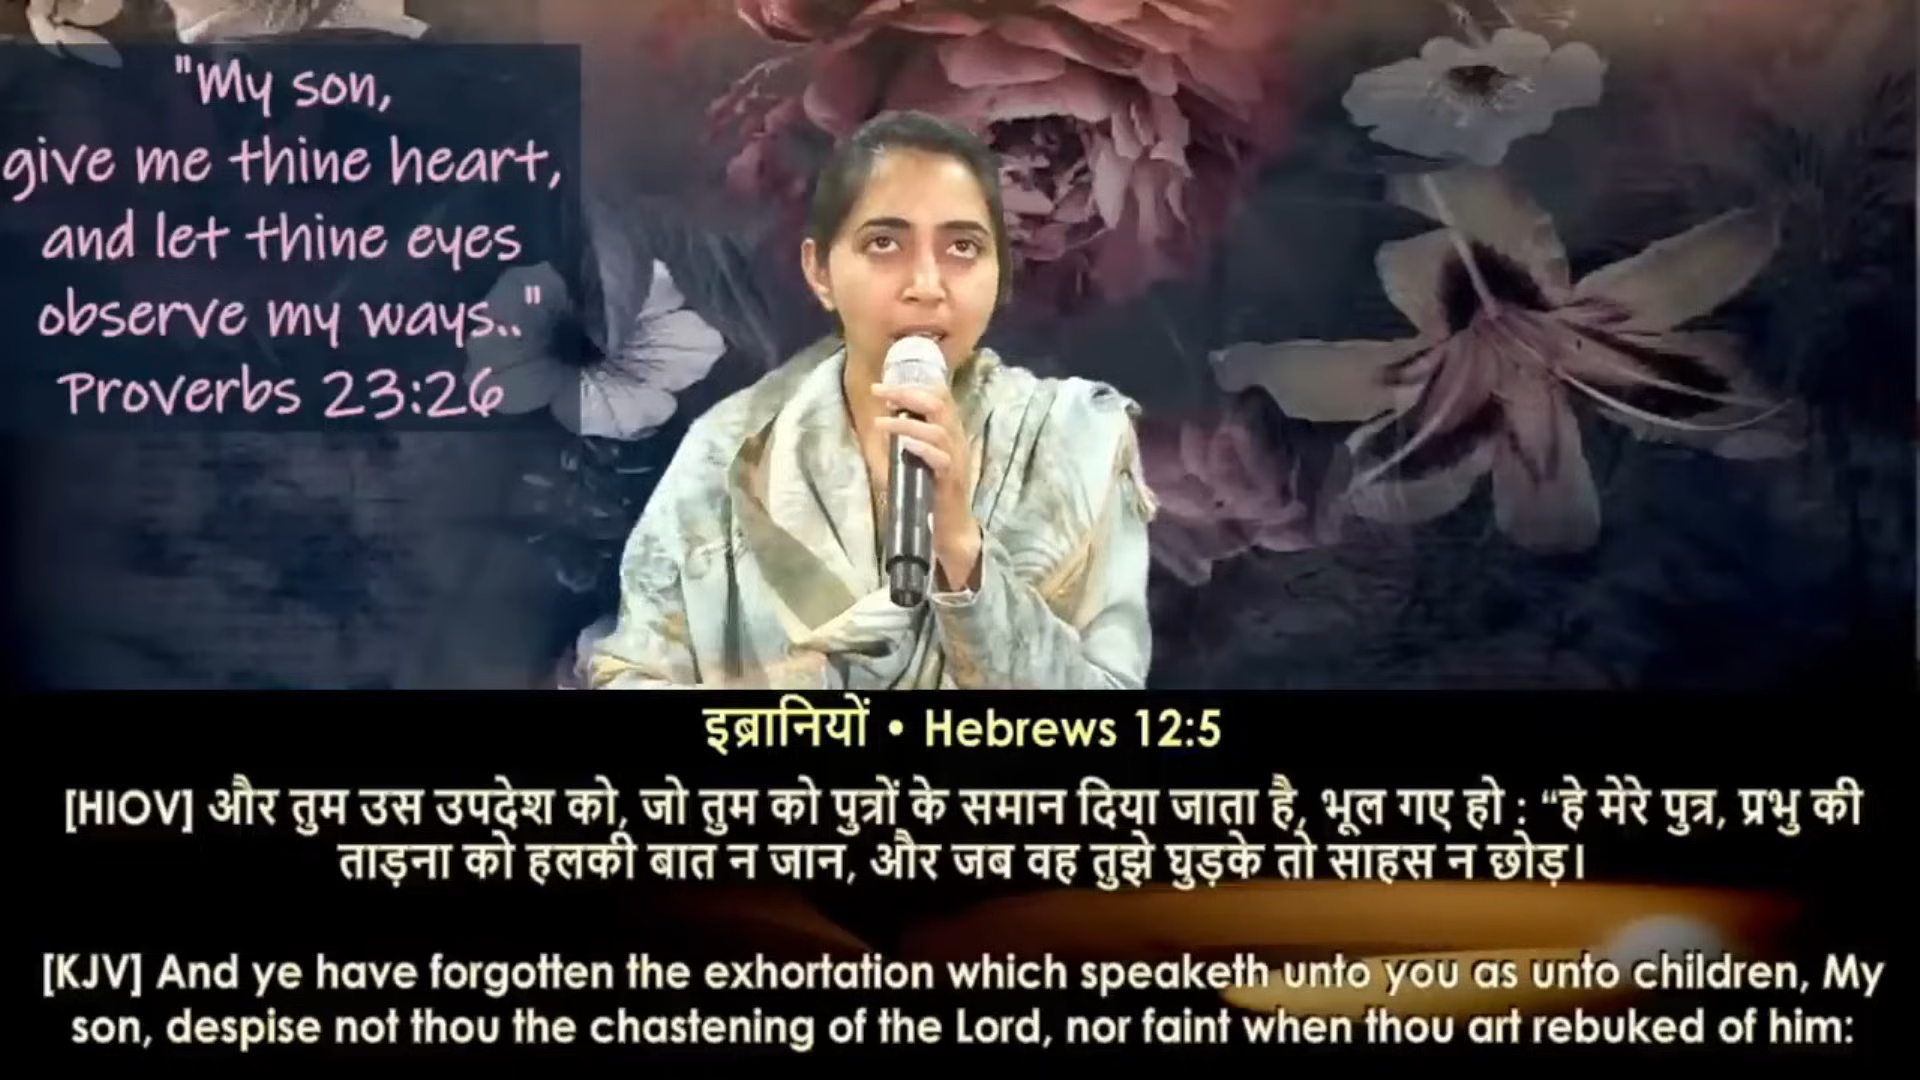 "My son,
give me thine heart,
and let thine eyes
observe my ways.."
Proverbs 23:26
इब्रानियों • Hebrews 12:5
[HIOV] और तुम उस उपदेश को, जो तुम को पुत्रों के समान दिया जाता है, भूल गए हो : “हे मेरे पुत्र, प्रभु की
ताड़ना को हलकी बात न जान, और जब वह तुझे घुड़के तो साहस न छोड़।
[KJV] And ye have forgotten the exhortation which speaketh unto you as unto children, My
son, despise not thou the chastening of the Lord, nor faint when thou art rebuked of him: